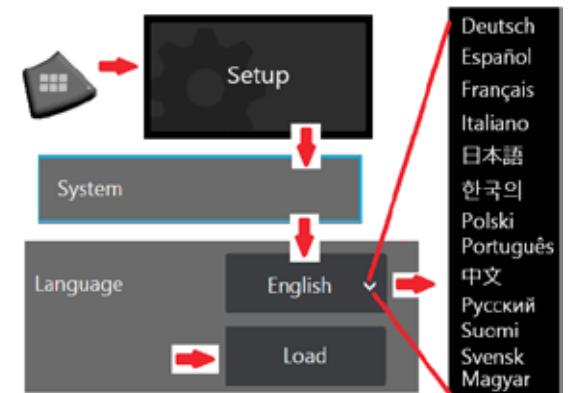 Setup
System
Language
English
Load
Deutsch
Español
Français
Italiano
日本語
한국의
Polski
Português
中文
Русский
Suomi
Svensk
Magyar